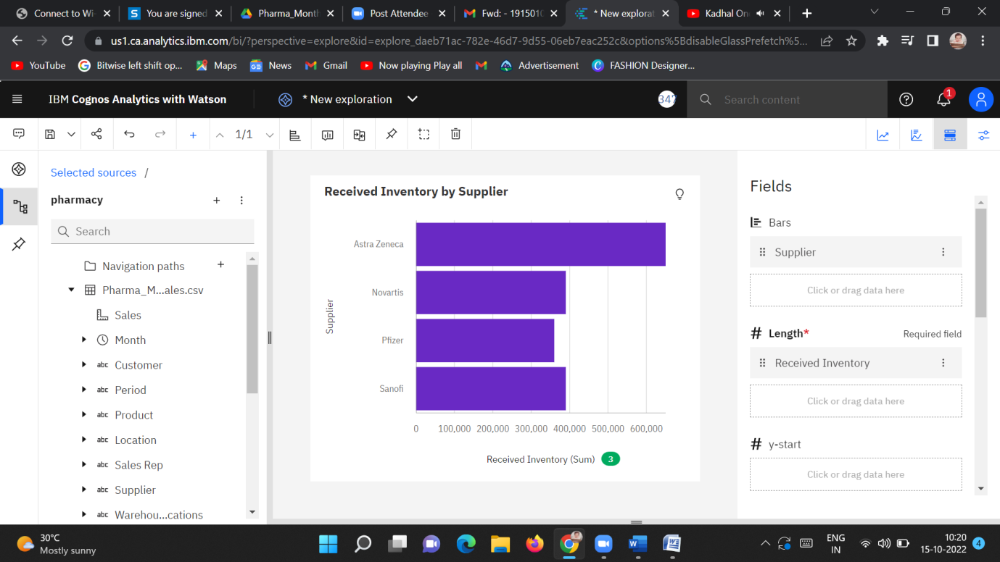 Connect to Wi-
You are signed
Pharma_Month
Post Attendee
Fwd: - 191501
* New explorat
Kadhal On
us1.ca.analytics.ibm.com/bi/?perspective=explore&id=explore_daeb71ac-782e-46d7-9d55-06eb7eac252c&options%5BdisableGlassPrefetch%5...
YouTube
Bitwise left shift op...
Maps
News
Gmail
Now playing Play all
Advertisement
FASHION Designer...
IBM Cognos Analytics with Watson
* New exploration
Search content
1
1/1
Selected sources /
pharmacy
Search
Navigation paths
Pharma_M...ales.csv
Sales
Month
abc Customer
abc Period
abc Product
abc Location
abc Sales Rep
abc Supplier
abc Warehou...cations
Received Inventory by Supplier
Supplier
Astra Zeneca
Novartis
Pfizer
Sanofi
0 100,000 200,000 300,000 400,000 500,000 600,000
Received Inventory (Sum) 3
Fields
Bars
Supplier
Click or drag data here
# Length* Required field
Received Inventory
Click or drag data here
# y-start
Click or drag data here
30°C
Mostly sunny
ENG
IN
10:20
15-10-2022
4